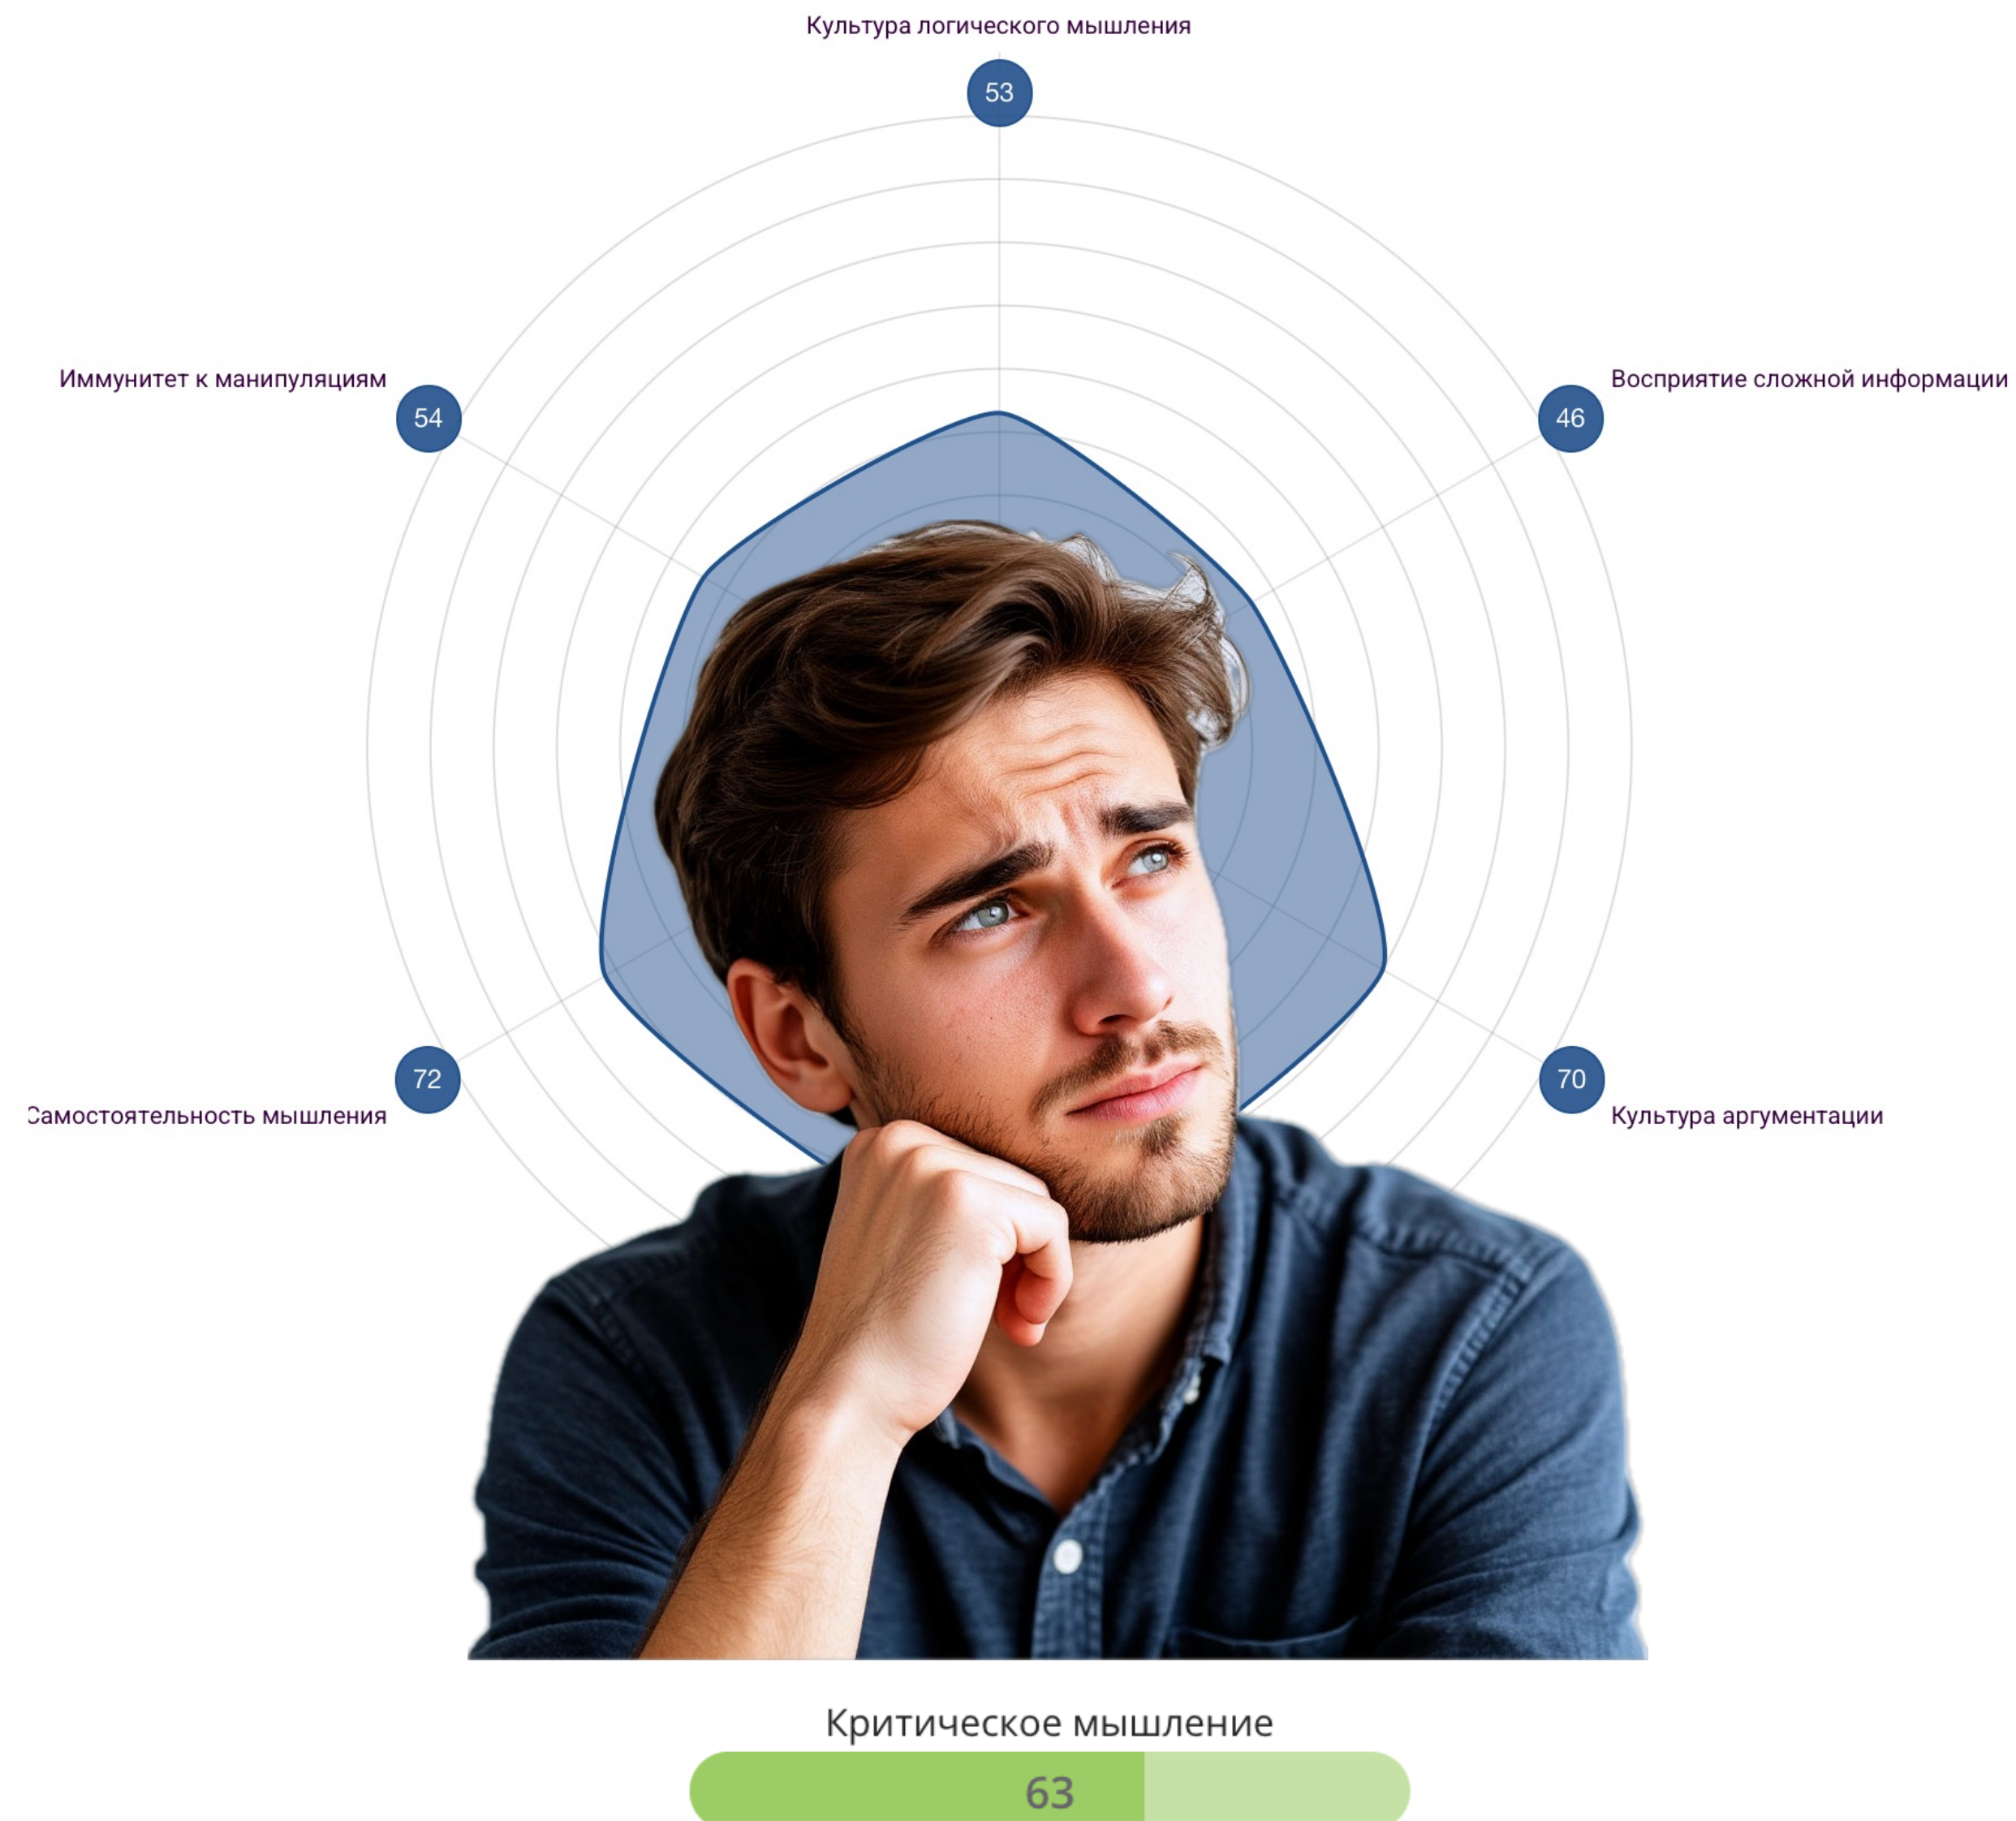 Культура логического мышления
53
Иммунитет к манипуляциям
54
Восприятие сложной информации
46
72
Самостоятельность мышления
70
Культура аргументации
Критическое мышление
63